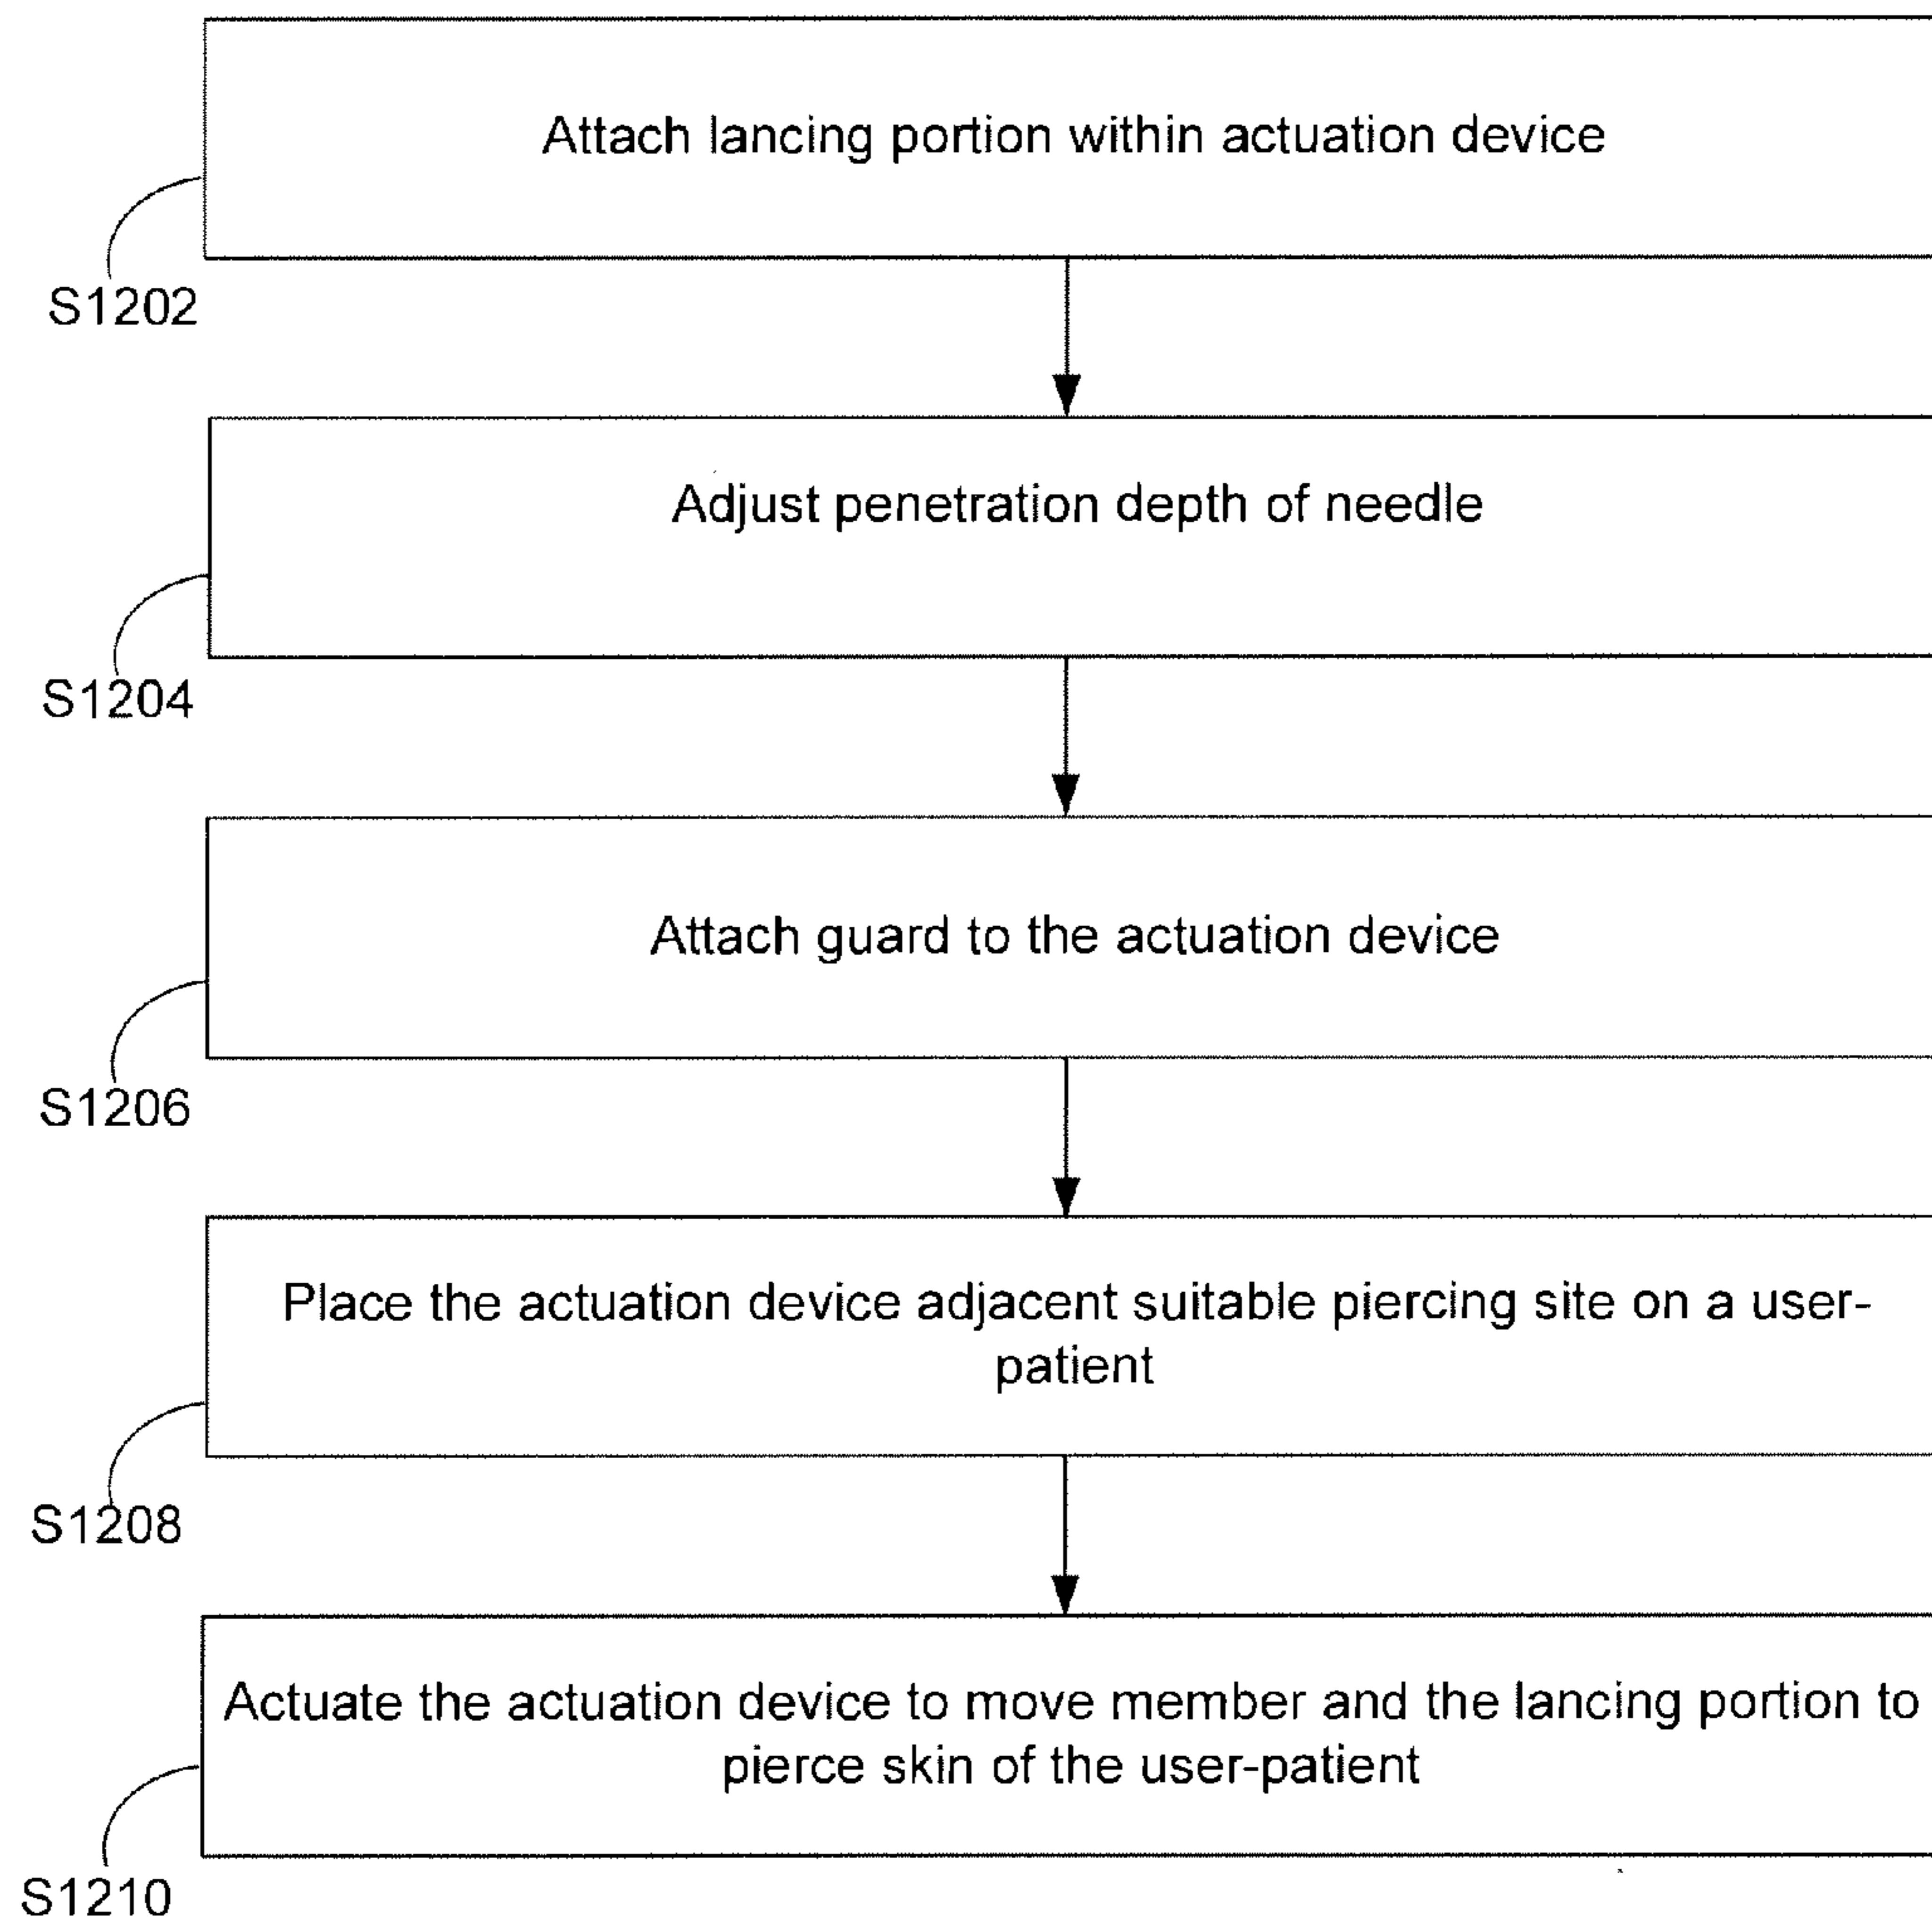 Attach lancing portion within actuation device
S1202
Adjust penetration depth of needle
S1204
Attach guard to the actuation device
S1206
Place the actuation device adjacent suitable piercing site on a user-
patient
S1208
Actuate the actuation device to move member and the lancing portion to
pierce skin of the user-patient
S1210